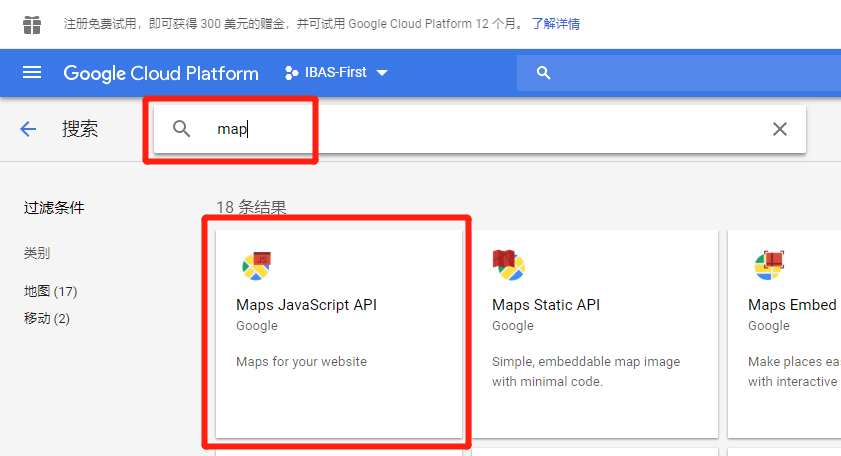 注册免费试用，即可获得 300 美元的赠金，并可试用 Google Cloud Platform 12 个月。 了解详情
Google Cloud Platform IBAS-First
搜索 map
过滤条件
18 条结果
类别
地图 (17)
移动 (2)
JS
Maps JavaScript API
Google
Maps for your website
Maps Static API
Google
Simple, embeddable map image
with minimal code.
Maps Embed
Google
Make places ea
with interactive